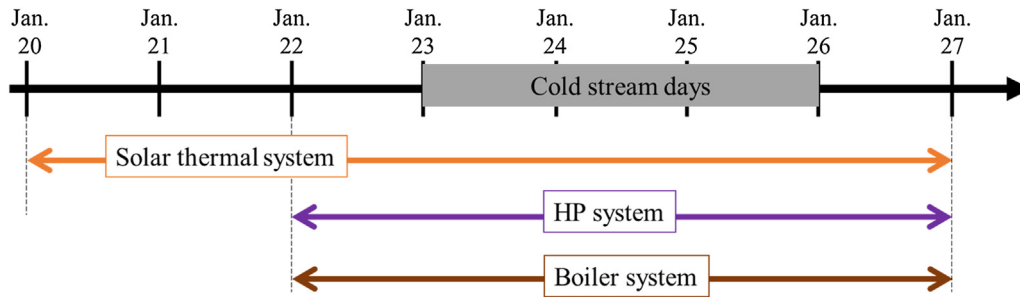 Jan. Jan. Jan. Jan. Jan. Jan. Jan. Jan.
20 21 22 23 24 25 26 27
Cold stream days
Solar thermal system
HP system
Boiler system